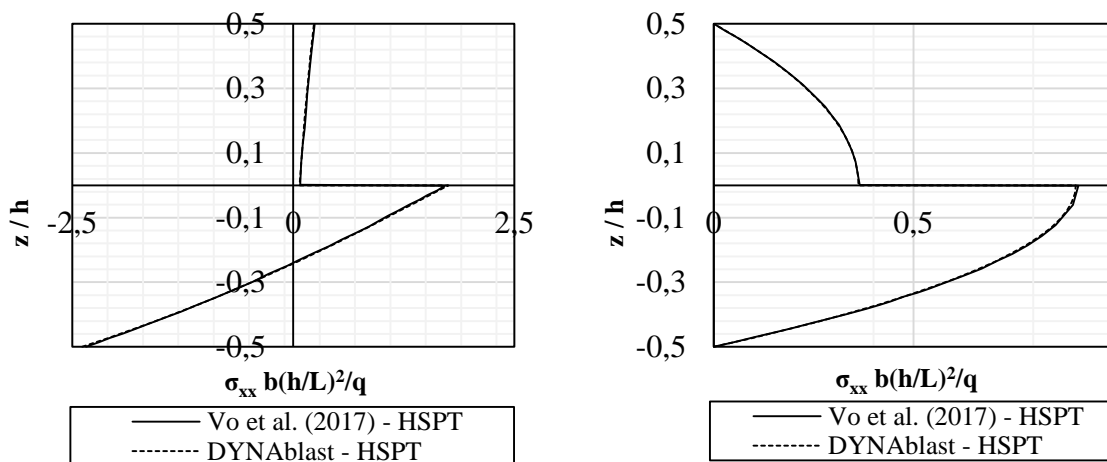 0,5
0,3
0,1
-0,1
-0,3
-0,5
-2,5
0
2,5
z / h
σxx b(h/L)²/q
Vo et al. (2017) - HSPT
DYNAblast - HSPT
0,5
0,3
0,1
-0,1
-0,3
-0,5
0
0,5
z / h
σxx b(h/L)²/q
Vo et al. (2017) - HSPT
DYNAblast - HSPT